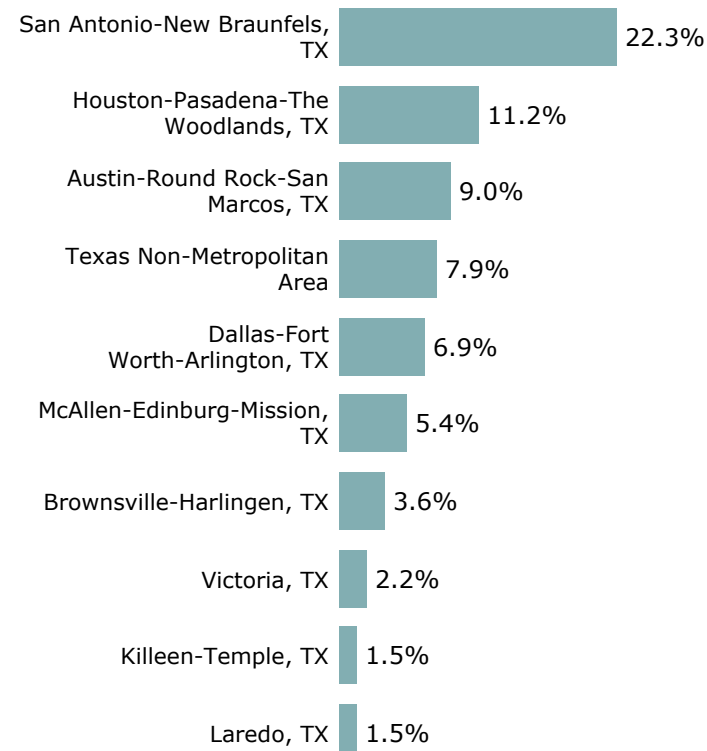 San Antonio-New Braunfels,
TX
22.3%
Houston-Pasadena-The
Woodlands, TX
11.2%
Austin-Round Rock-San
Marcos, TX
9.0%
Texas Non-Metropolitan
Area
7.9%
Dallas-Fort
Worth-Arlington, TX
6.9%
McAllen-Edinburg-Mission,
TX
5.4%
Brownsville-Harlingen, TX
3.6%
Victoria, TX
2.2%
Killeen-Temple, TX
1.5%
Laredo, TX
1.5%